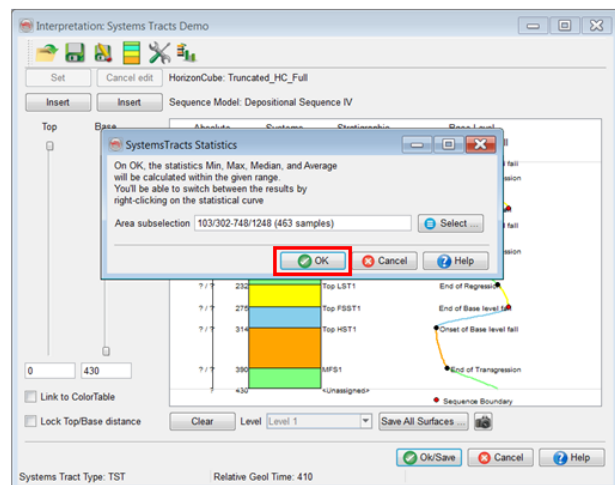 Interpretation: Systems Tracts Demo
Set Cancel edit HorizonCube: Truncated_HC_Full
Insert Insert Sequence Model: Depositional Sequence IV
Top Base Absolute Systems Stratigraphic Base Level
SystemsTracts Statistics
On OK, the statistics Min, Max, Median, and Average
will be calculated within the given range.
You'll be able to switch between the results by
right-clicking on the statistical curve
Area subselection 103/302-748/1248 (463 samples) Select ...
OK Cancel Help
fall
ession
fall
ession
? / ? 232 Top LST1 End of Regression
? / ? 275 Top FSST1 End of Base level fall
? / ? 314 Top HST1 Onset of Base level fall
? / ? 390 MFS1 End of Transgression
430 <Unassigned>
Sequence Boundary
0 430
Link to ColorTable
Lock Top/Base distance Clear Level Level 1 Save All Surfaces ...
Ok/Save Cancel Help
Systems Tract Type: TST Relative Geol Time: 410